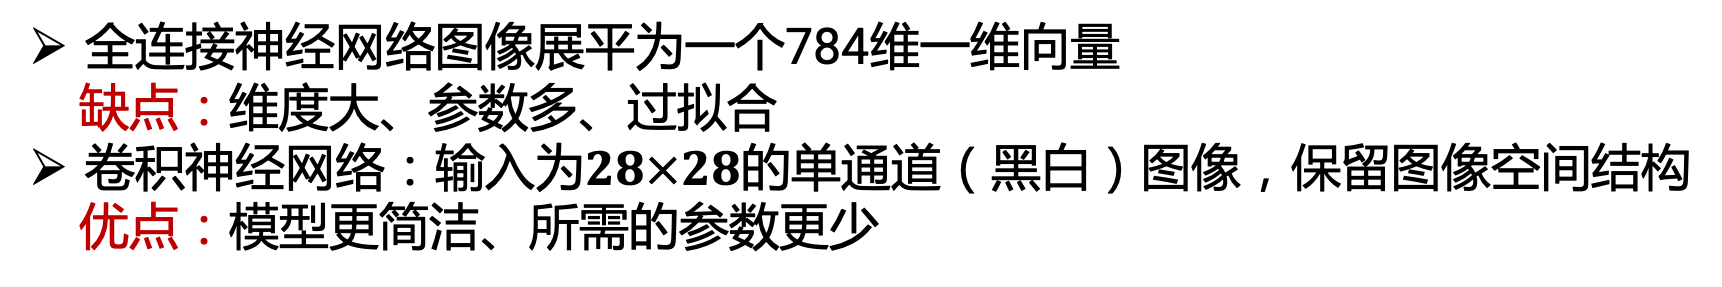 ➢ 全连接神经网络图像展平为一个784维一维向量
缺点：维度大、参数多、过拟合
➢ 卷积神经网络：输入为28×28的单通道（黑白）图像，保留图像空间结构
优点：模型更简洁、所需的参数更少